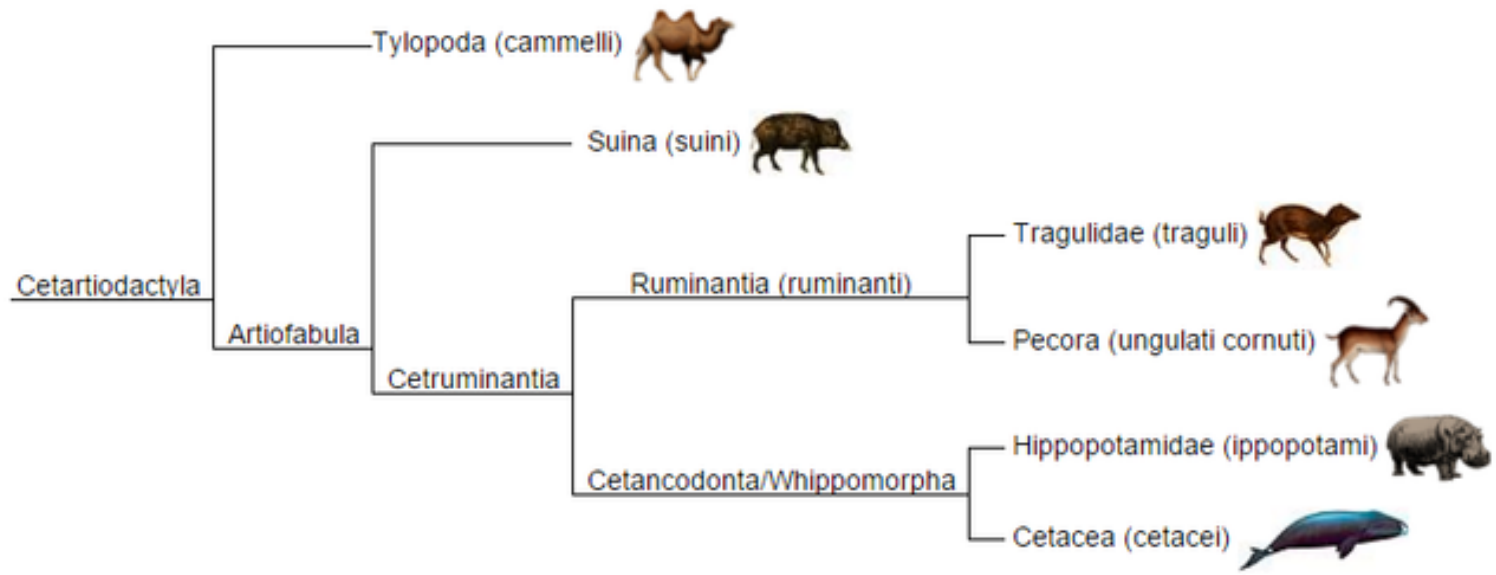 Tylopoda (cammelli)
Suina (suini)
Tragulidae (traguli)
Cetartiodactyla
Ruminantia (ruminanti)
Artiofabula
Pecora (ungulati cornuti)
Cetruminantia
Hippopotamidae (ippopotami)
Cetancodonta/Whippomorpha
Cetacea (cetacei)